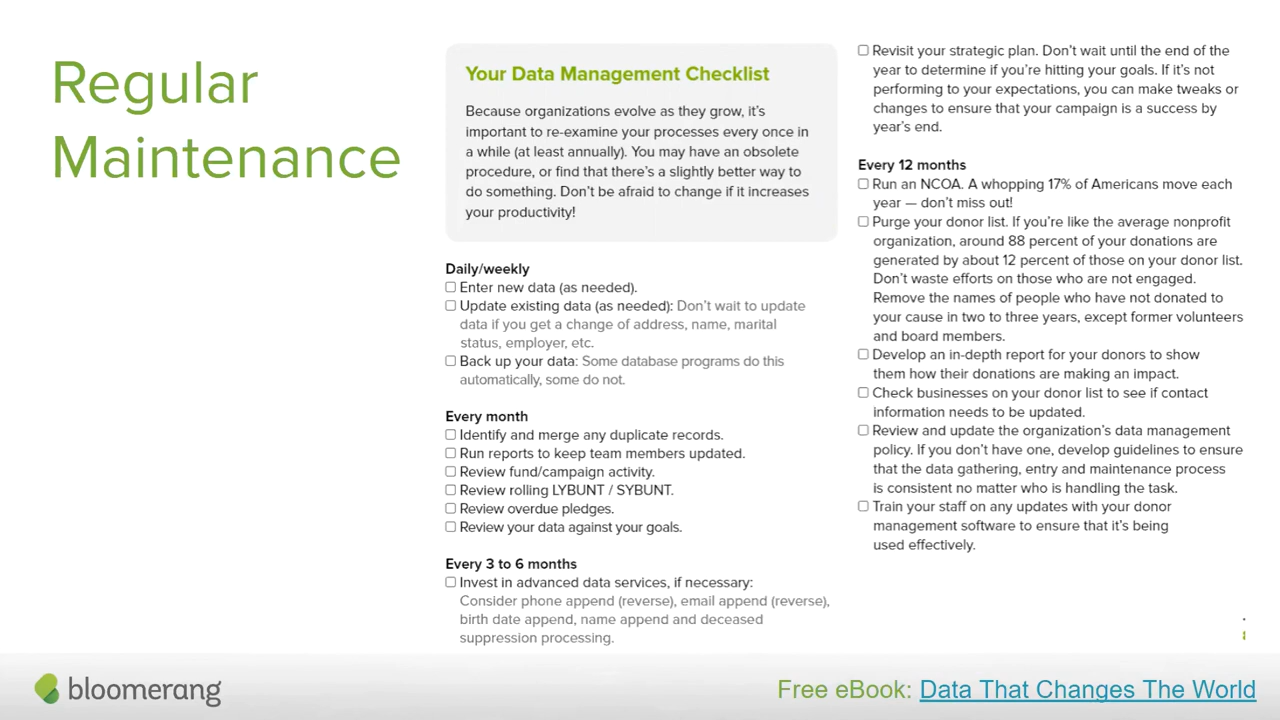 Regular
Maintenance
Your Data Management Checklist
Because organizations evolve as they grow, it’s
important to re-examine your processes every once in
a while (at least annually). You may have an obsolete
procedure, or find that there’s a slightly better way to
do something. Don’t be afraid to change if it increases
your productivity!
Daily/weekly
Enter new data (as needed).
Update existing data (as needed): Don’t wait to update
data if you get a change of address, name, marital
status, employer, etc.
Back up your data: Some database programs do this
automatically, some do not.
Every month
Identify and merge any duplicate records.
Run reports to keep team members updated.
Review fund/campaign activity.
Review rolling LYBUNT / SYBUNT.
Review overdue pledges.
Review your data against your goals.
Every 3 to 6 months
Invest in advanced data services, if necessary:
Consider phone append (reverse), email append (reverse),
birth date append, name append and deceased
suppression processing.
Revisit your strategic plan. Don’t wait until the end of the
year to determine if you’re hitting your goals. If it’s not
performing to your expectations, you can make tweaks or
changes to ensure that your campaign is a success by
year’s end.
Every 12 months
Run an NCOA. A whopping 17% of Americans move each
year — don’t miss out!
Purge your donor list. If you’re like the average nonprofit
organization, around 88 percent of your donations are
generated by about 12 percent of those on your donor list.
Don’t waste efforts on those who are not engaged.
Remove the names of people who have not donated to
your cause in two to three years, except former volunteers
and board members.
Develop an in-depth report for your donors to show
them how their donations are making an impact.
Check businesses on your donor list to see if contact
information needs to be updated.
Review and update the organization’s data management
policy. If you don’t have one, develop guidelines to ensure
that the data gathering, entry and maintenance process
is consistent no matter who is handling the task.
Train your staff on any updates with your donor
management software to ensure that it’s being
used effectively.
bloomerang
Free eBook: Data That Changes The World